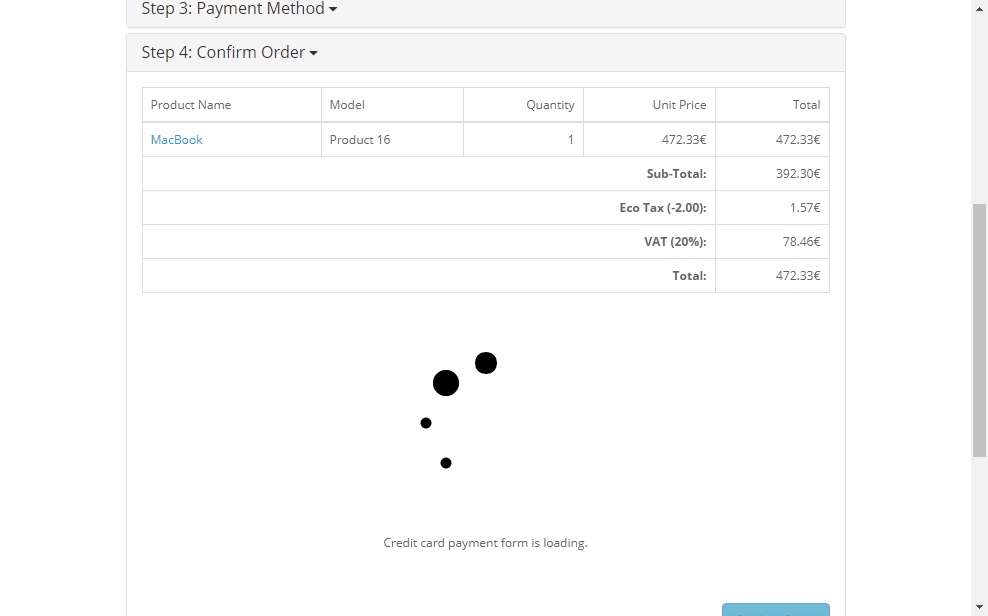 Step 3: Payment Method
Step 4: Confirm Order
Product Name Model Quantity Unit Price Total
MacBook Product 16 1 472.33€ 472.33€
Sub-Total: 392.30€
Eco Tax (-2.00): 1.57€
VAT (20%): 78.46€
Total: 472.33€
Credit card payment form is loading.